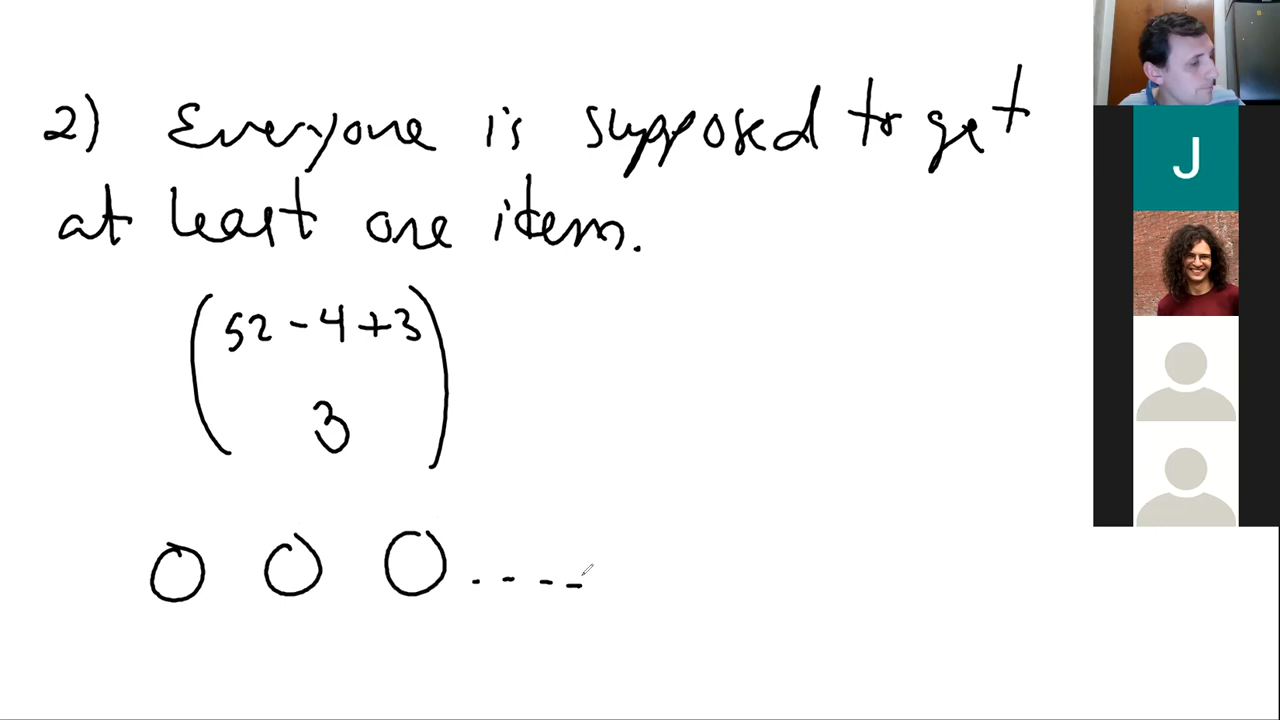 2) Everyone is supposed to get
at least one item.
52 - 4 + 3
3
J